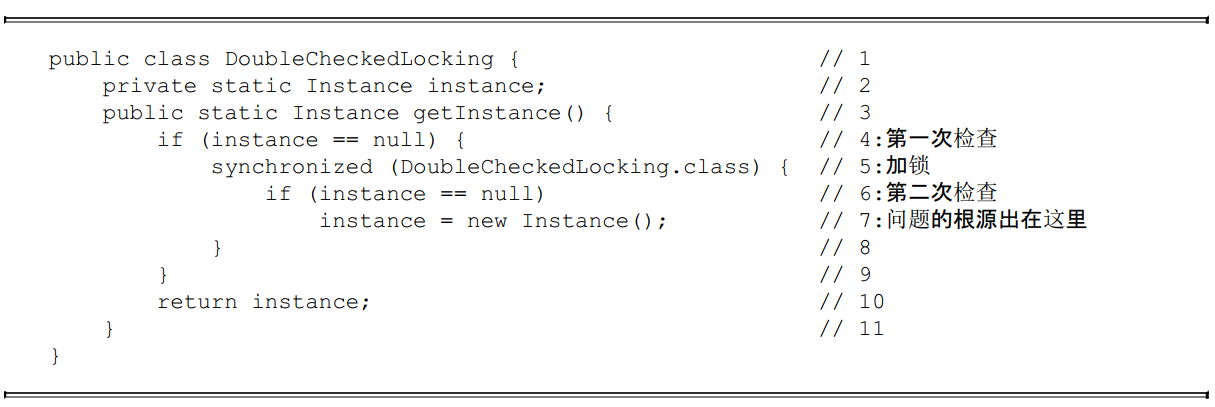 public class DoubleCheckedLocking { // 1
    private static Instance instance; // 2
    public static Instance getInstance() { // 3
        if (instance == null) { // 4:第一次检查
            synchronized (DoubleCheckedLocking.class) { // 5:加锁
                if (instance == null) // 6:第二次检查
                    instance = new Instance(); // 7:问题的根源出在这里
            } // 8
        } // 9
        return instance; // 10
    } // 11
}